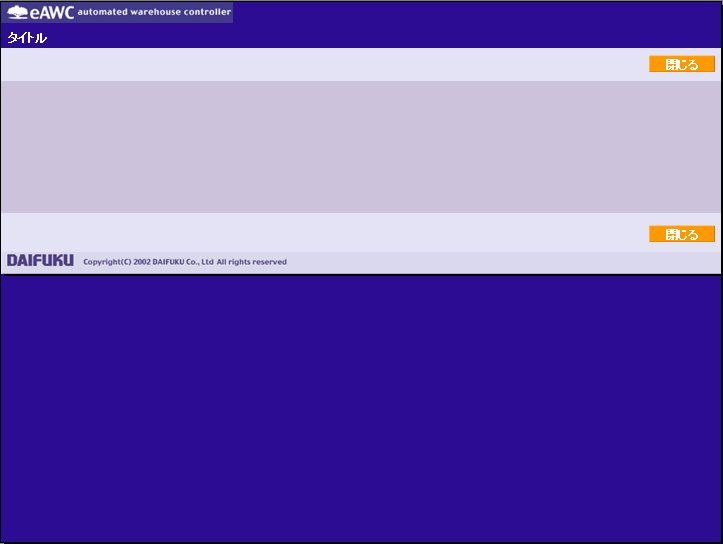 eAWC automated warehouse controller
タイトル
閉じる
閉じる
DAIFUKU Copyright(C) 2002 DAIFUKU Co., Ltd All rights reserved